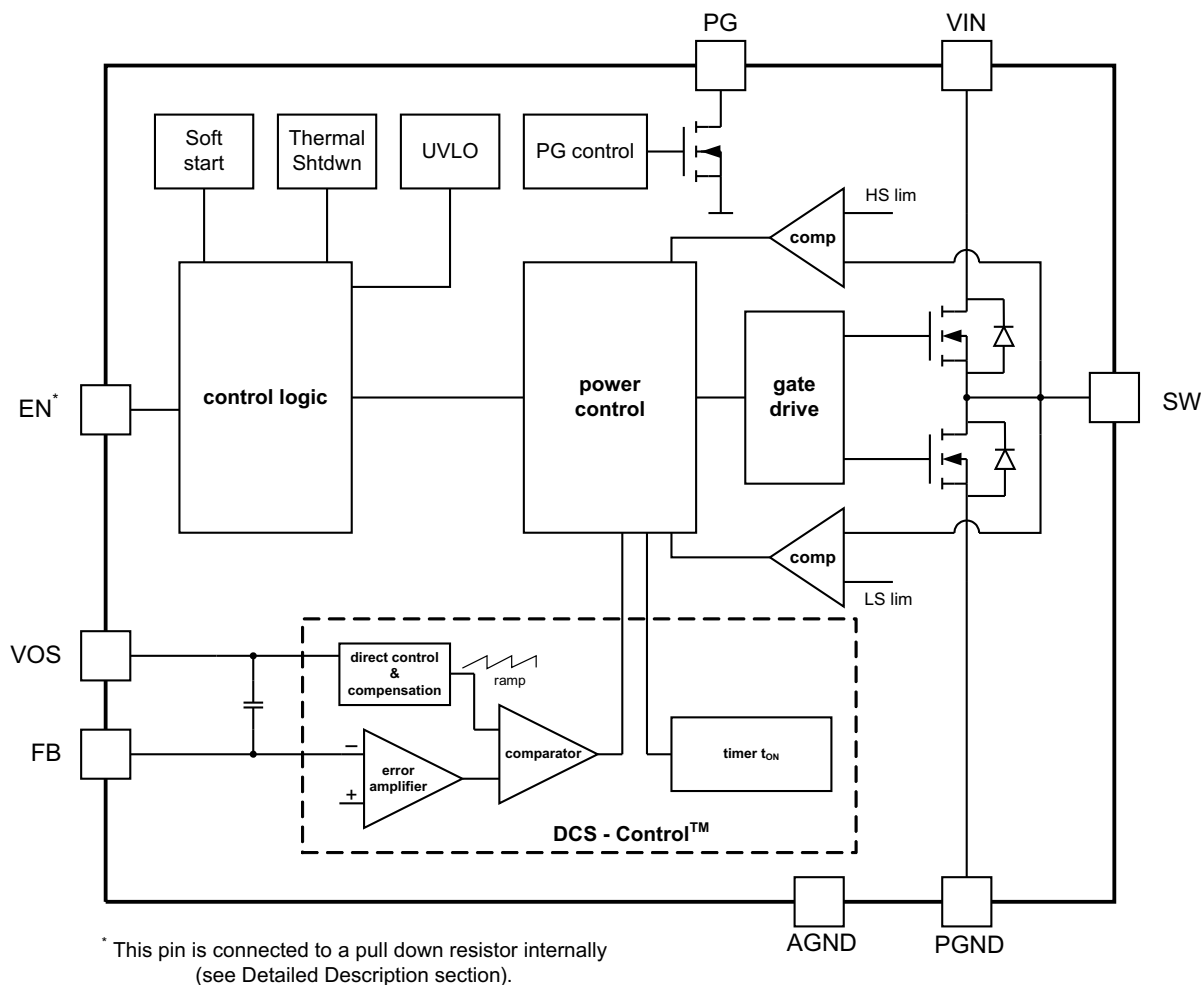 PG
VIN
Soft
start
Thermal
Shtdwn
UVLO
PG control
HS lim
comp
control logic
power
control
gate
drive
EN*
SW
comp
LS lim
VOS
direct control
&
compensation
ramp
FB
−
error
amplifier
+
comparator
timer tON
DCS - Control™
AGND
PGND
* This pin is connected to a pull down resistor internally
(see Detailed Description section).